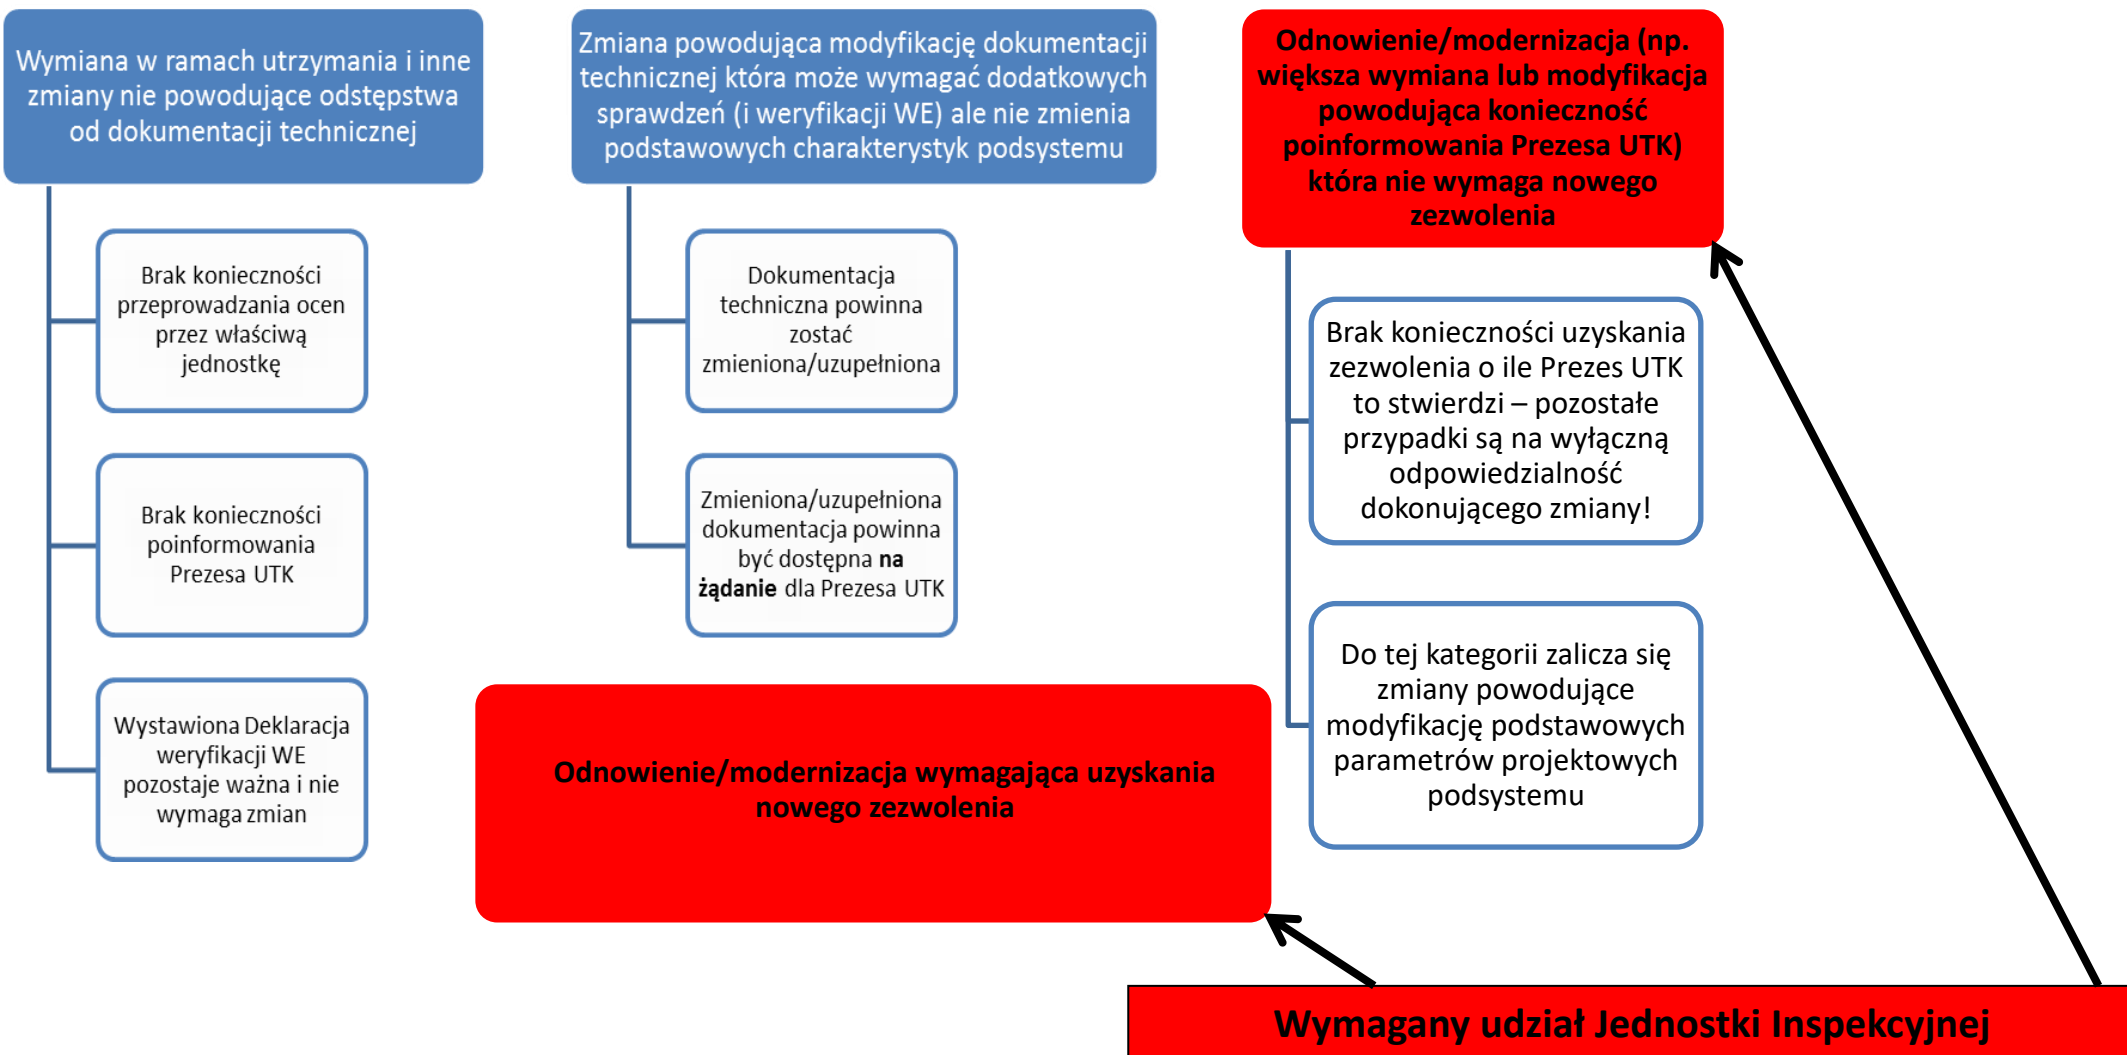 Wymiana w ramach utrzymania i inne
zmiany nie powodujące odstępstwa
od dokumentacji technicznej
Brak konieczności
przeprowadzania ocen
przez właściwą
jednostkę
Brak konieczności
poinformowania
Prezesa UTK
Wystawiona Deklaracja
weryfikacji WE
pozostaje ważna i nie
wymaga zmian
Zmiana powodująca modyfikację dokumentacji
technicznej która może wymagać dodatkowych
sprawdzeń (i weryfikacji WE) ale nie zmienia
podstawowych charakterystyk podsystemu
Dokumentacja
techniczna powinna
zostać
zmieniona/uzupełniona
Zmieniona/uzupełniona
dokumentacja powinna
być dostępna na
żądanie dla Prezesa UTK
Odnowienie/modernizacja (np.
większa wymiana lub modyfikacja
powodująca konieczność
poinformowania Prezesa UTK)
która nie wymaga nowego
zezwolenia
Brak konieczności uzyskania
zezwolenia o ile Prezes UTK
to stwierdzi – pozostałe
przypadki są na wyłączną
odpowiedzialność
dokonującego zmiany!
Do tej kategorii zalicza się
zmiany powodujące
modyfikację podstawowych
parametrów projektowych
podsystemu
Odnowienie/modernizacja wymagająca uzyskania
nowego zezwolenia
Wymagany udział Jednostki Inspekcyjnej